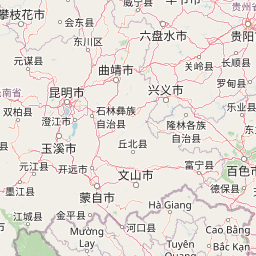 攀枝花市
威宁县
会东县
六盘水市
贵州省
贵阳
东川区
元谋县
曲靖市
关岭县
长顺县
罗甸县
兴义市
昆明市
云南省
双柏县
石林彝族
自治县
澄江市
乐业县
隆林各族
自治县
玉溪市
丘北县
百色市
元江县
开远市
富宁县
墨江县
文山市
德保县
蒙自市
Hà Giang
江城县
金平县
河口县
Cao Bằng
Mường
Lay
Tuyên
Quang
Bắc Kạn